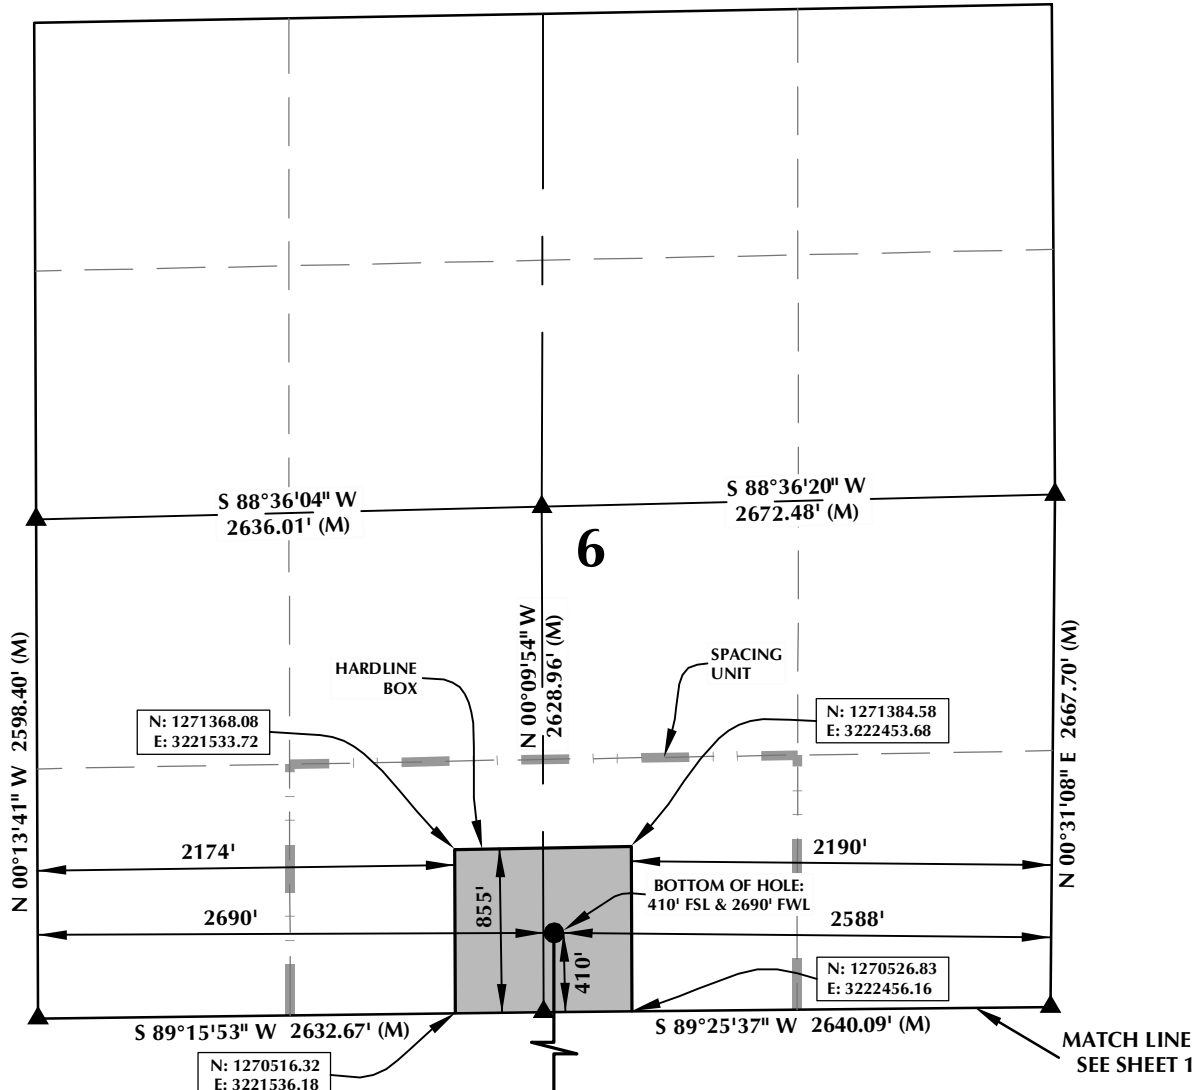 S 88°36'04" W
2636.01' (M)
S 88°36'20" W
2672.48' (M)
6
N 00°13'41" W 2598.40' (M)
N 00°09'54" W
2628.96' (M)
N 00°31'08" E 2667.70' (M)
HARDLINE
BOX
SPACING
UNIT
N: 1271368.08
E: 3221533.72
N: 1271384.58
E: 3222453.68
2174'
2190'
855'
BOTTOM OF HOLE:
410' FSL & 2690' FWL
2690'
2588'
410'
N: 1270526.83
E: 3222456.16
S 89°15'53" W 2632.67' (M)
S 89°25'37" W 2640.09' (M)
MATCH LINE
SEE SHEET 1
N: 1270516.32
E: 3221536.18